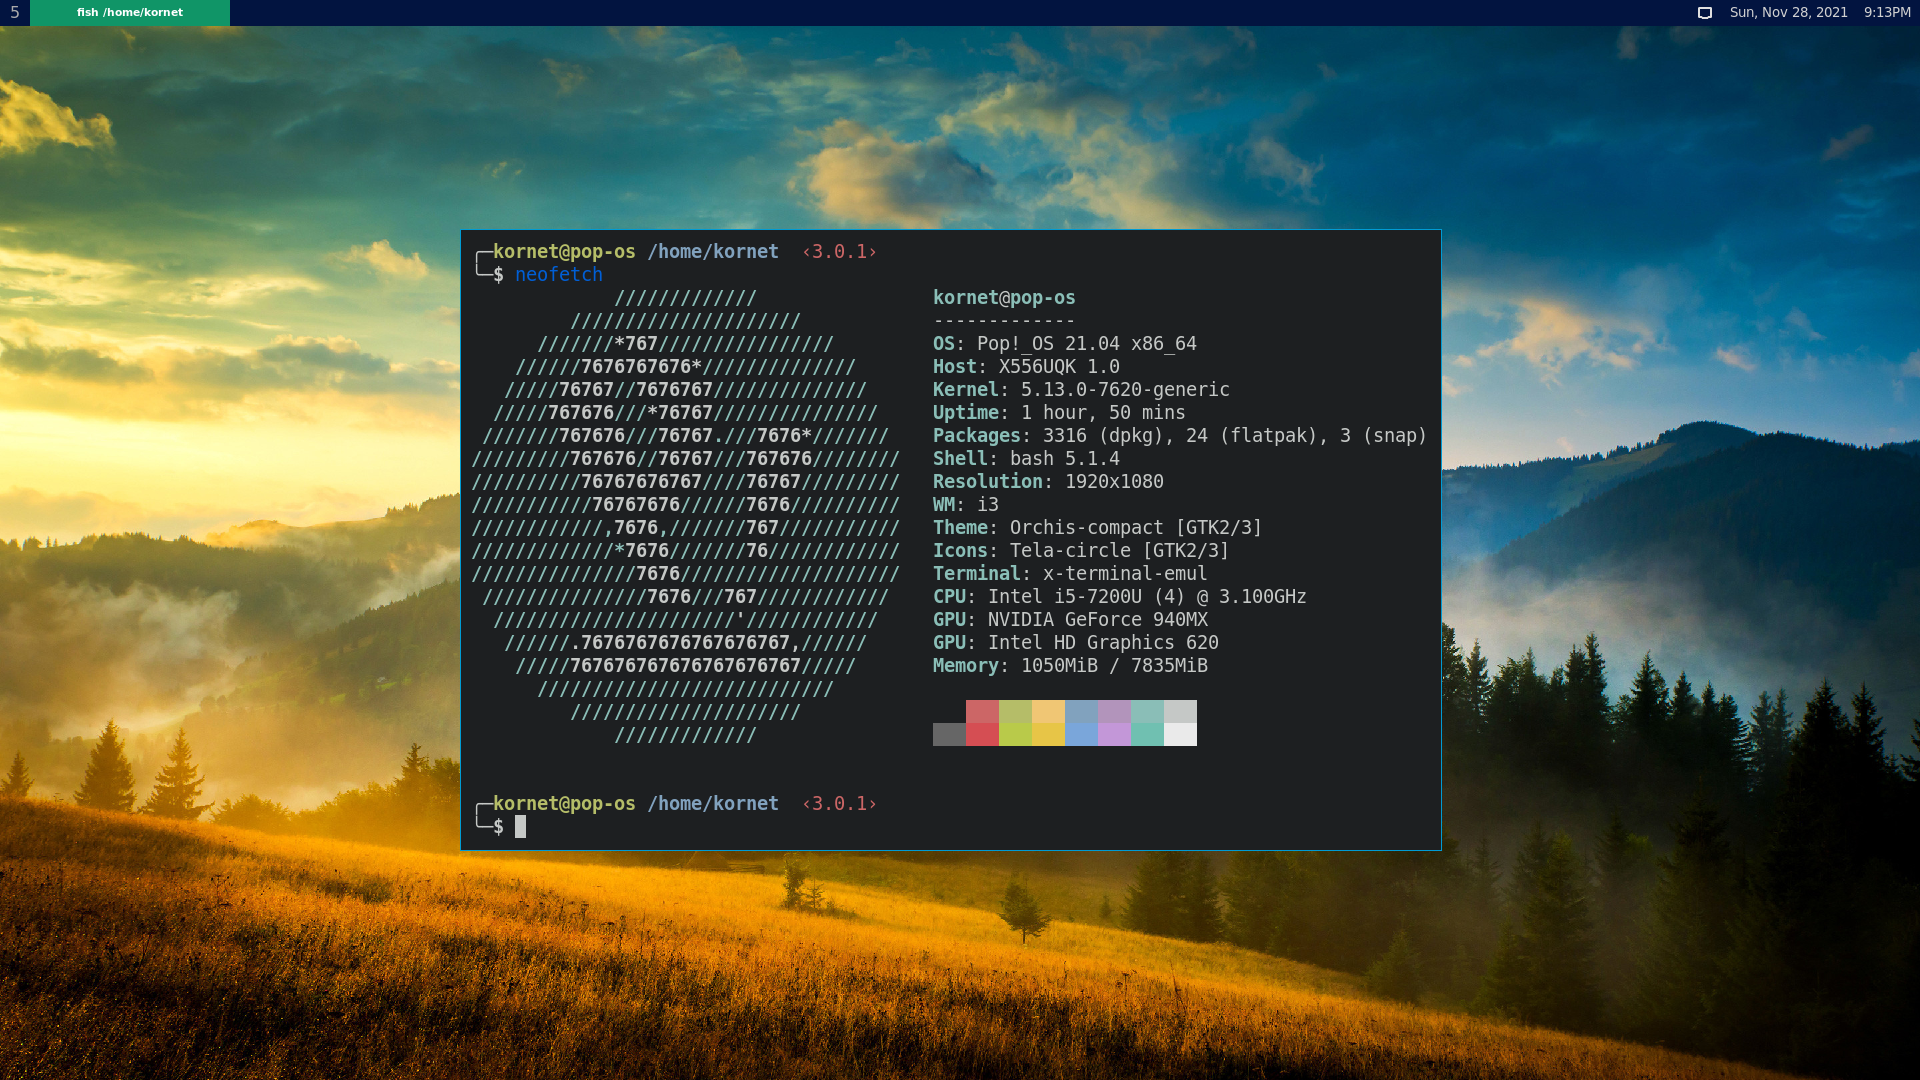 5 fish /home/kornet Sun, Nov 28, 2021 9:13PM
╭─kornet@pop-os /home/kornet ‹3.0.1›
╰─$ neofetch
/////////////
/////////////////////
///////*767////////////////
//////7676767676*//////////////
/////76767//7676767//////////////
/////767676///*76767///////////////
///////767676///76767.///7676*///////
/////////767676//76767///767676////////
//////////76767676767////76767/////////
///////////76767676//////7676//////////
////////////,7676,///////767///////////
/////////////*7676///////76////////////
///////////////7676////////////////////
///////////////7676///767////////////
//////////////////////'////////////
//////.7676767676767676767,//////
/////767676767676767676767/////
///////////////////////////
/////////////////////
/////////////
kornet@pop-os
-------------
OS: Pop!_OS 21.04 x86_64
Host: X556UQK 1.0
Kernel: 5.13.0-7620-generic
Uptime: 1 hour, 50 mins
Packages: 3316 (dpkg), 24 (flatpak), 3 (snap)
Shell: bash 5.1.4
Resolution: 1920x1080
WM: i3
Theme: Orchis-compact [GTK2/3]
Icons: Tela-circle [GTK2/3]
Terminal: x-terminal-emul
CPU: Intel i5-7200U (4) @ 3.100GHz
GPU: NVIDIA GeForce 940MX
GPU: Intel HD Graphics 620
Memory: 1050MiB / 7835MiB
╭─kornet@pop-os /home/kornet ‹3.0.1›
╰─$